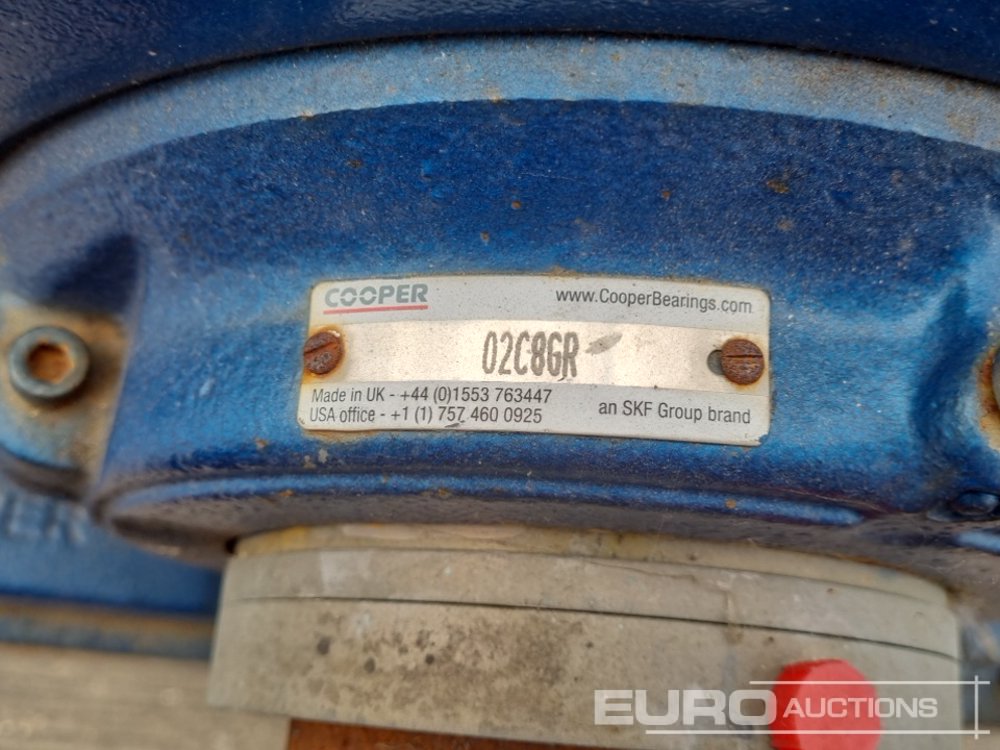 COOPER
www.CooperBearings.com
02C8GR
Made in UK - +44 (0)1553 763447
USA office - +1 (1) 757 460 0925
an SKF Group brand
EURO AUCTIONS